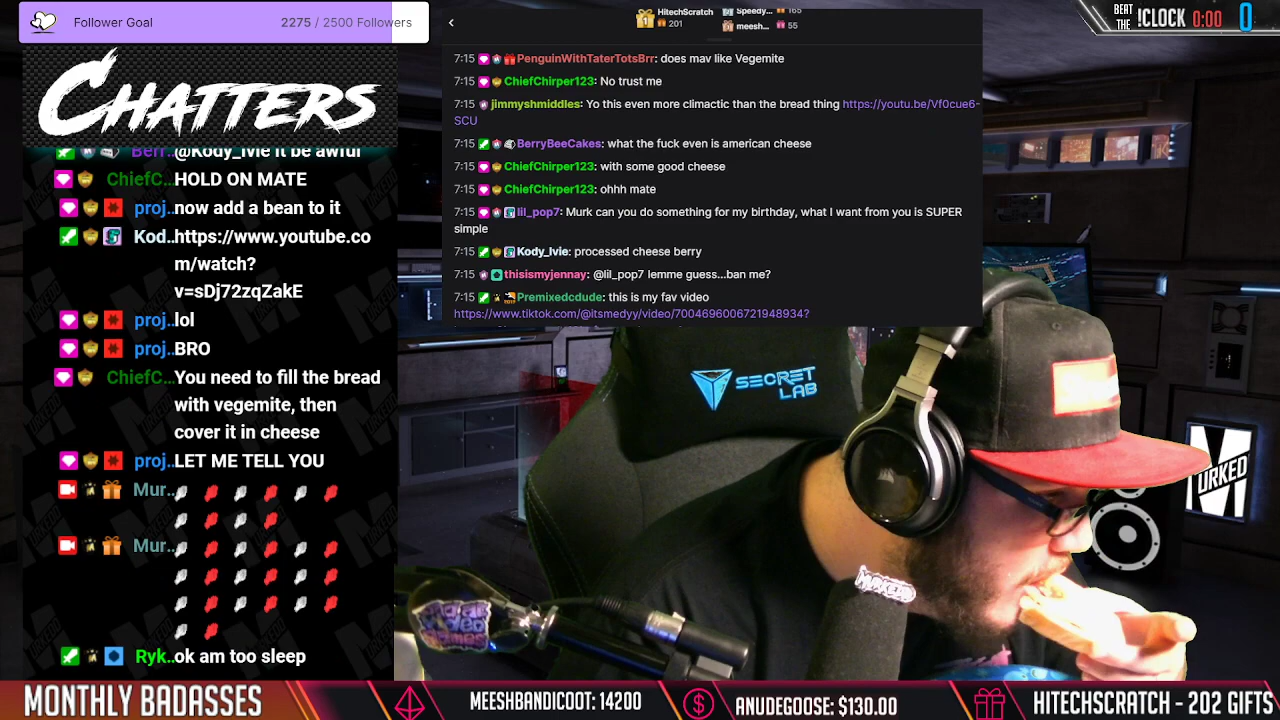 Follower Goal
2275 / 2500 Followers
CHATTERS
@Kody_Ivie it be awful
ChiefC...HOLD ON MATE
proj..now add a bean to it
Kod..https://www.youtube.co
m/watch?
v=sDj72zqZakE
proj..lol
proj..BRO
ChiefC...You need to fill the bread
with vegemite, then
cover it in cheese
proj..LET ME TELL YOU
Mur..
Mur..
Ryk..ok am too sleep
HitechScratch
201
Speedy...
165
meesh...
55
7:15 PenguinWithTaterTotsBrr: does mav like Vegemite
7:15 ChiefChirper123: No trust me
7:15 jimmyshmiddles: Yo this even more climactic than the bread thing https://youtu.be/Vf0cue6-
SCU
7:15 BerryBeeCakes: what the fuck even is american cheese
7:15 ChiefChirper123: with some good cheese
7:15 ChiefChirper123: ohhh mate
7:15 lil_pop7: Murk can you do something for my birthday, what I want from you is SUPER
simple
7:15 Kody_Ivie: processed cheese berry
7:15 thisismyjennay: @lil_pop7 lemme guess...ban me?
7:15 Premixedcdude: this is my fav video
https://www.tiktok.com/@itsmedyy/video/7004696006721948934?
BEAT
THE !CLOCK 0:00 0
SECRET
LAB
MURKED
MURKED
MONTHLY BADASSES
MEESHBANDICOOT: 14200
ANUDEGOOSE: $130.00
HITECHSCRATCH - 202 GIFTS